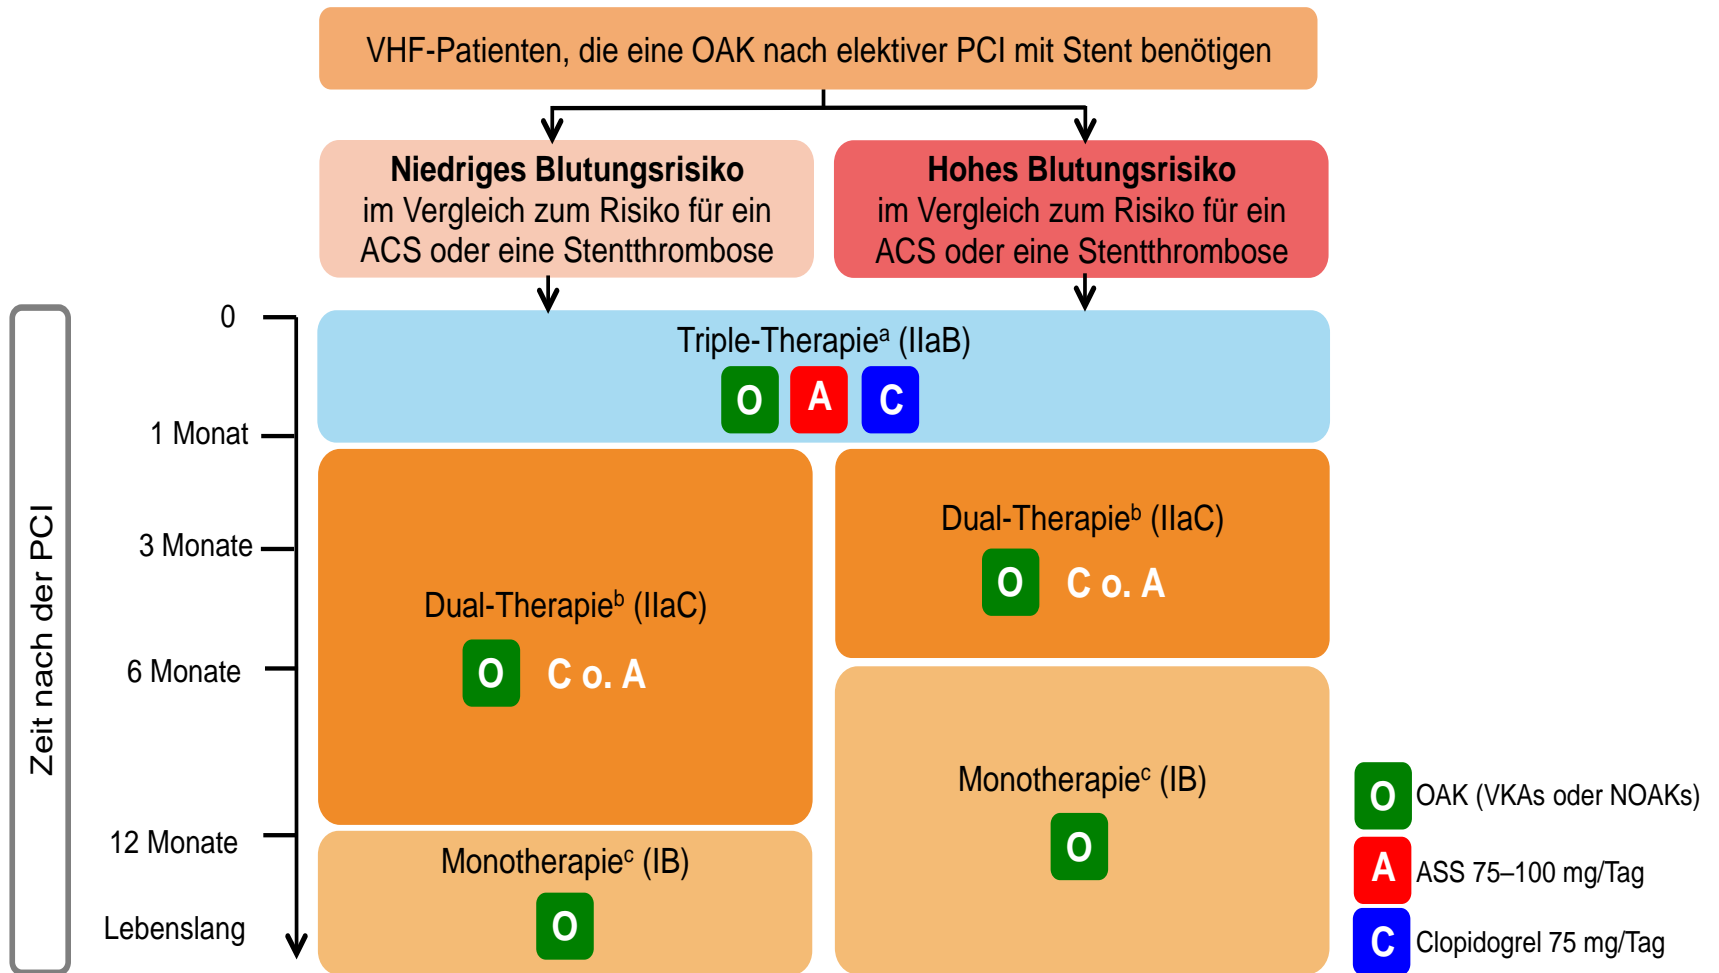 VHF-Patienten, die eine OAK nach elektiver PCI mit Stent benötigen
Niedriges Blutungsrisiko
im Vergleich zum Risiko für ein
ACS oder eine Stentthrombose
Hohes Blutungsrisiko
im Vergleich zum Risiko für ein
ACS oder eine Stentthrombose
Zeit nach der PCI
0
1 Monat
3 Monate
6 Monate
12 Monate
Lebenslang
Triple-Therapieᵃ (IIaB)
O A C
Dual-Therapieᵇ (IIaC)
O C o. A
Monotherapieᶜ (IB)
O
Dual-Therapieᵇ (IIaC)
O C o. A
Monotherapieᶜ (IB)
O
O OAK (VKAs oder NOAKs)
A ASS 75–100 mg/Tag
C Clopidogrel 75 mg/Tag